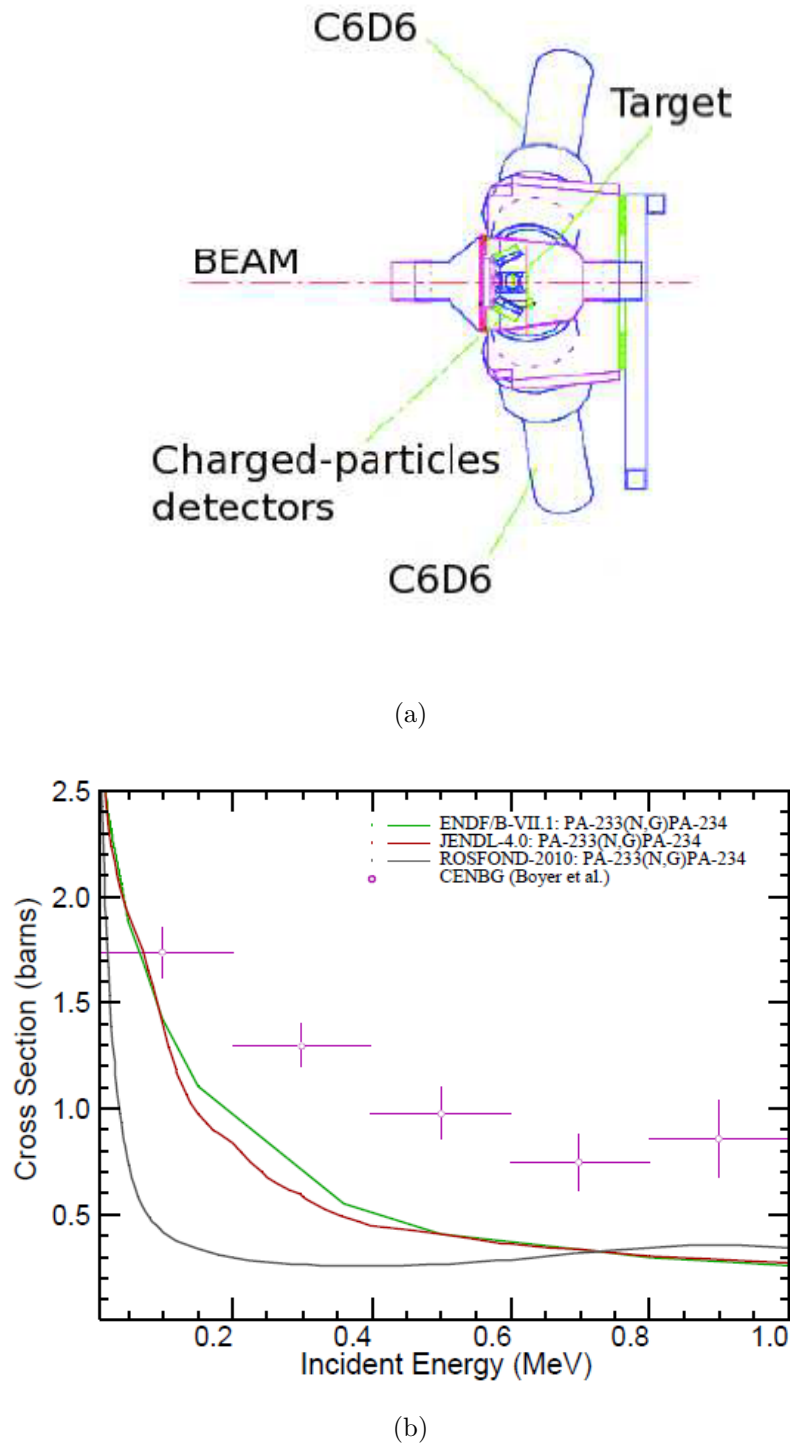 C6D6
Target
BEAM
Charged-particles
detectors
C6D6
(a)
2.5
2.0
1.5
1.0
0.5
Cross Section (barns)
ENDF/B-VII.1: PA-233(N,G)PA-234
JENDL-4.0: PA-233(N,G)PA-234
ROSFOND-2010: PA-233(N,G)PA-234
CENBG (Boyer et al.)
0.2 0.4 0.6 0.8 1.0
Incident Energy (MeV)
(b)